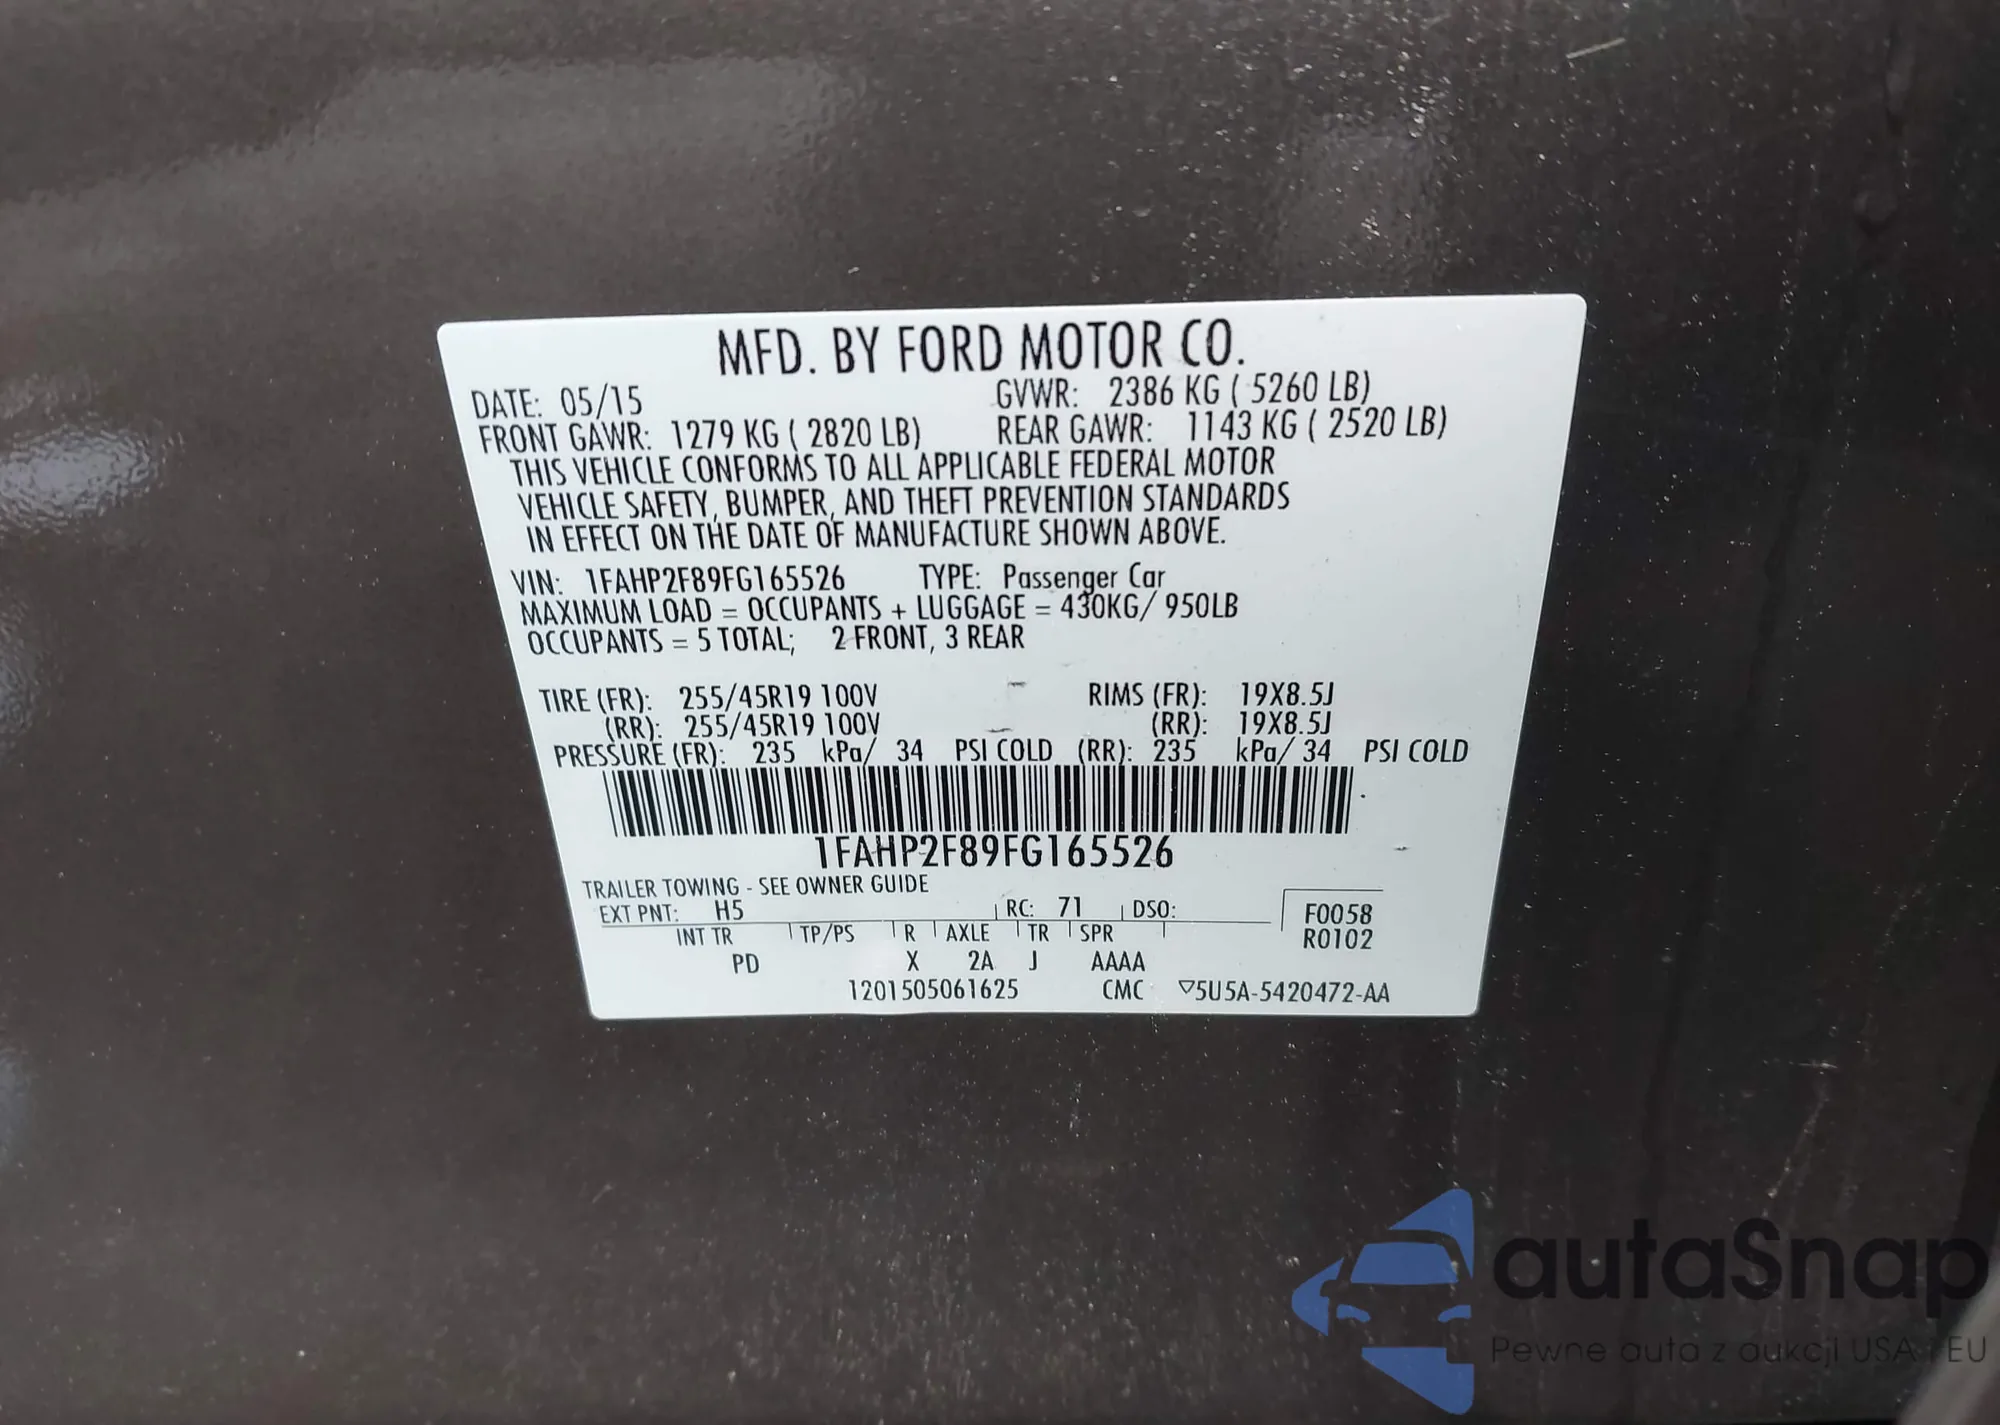 MFD. BY FORD MOTOR CO.
DATE: 05/15 GVWR: 2386 KG ( 5260 LB)
FRONT GAWR: 1279 KG ( 2820 LB) REAR GAWR: 1143 KG ( 2520 LB)
THIS VEHICLE CONFORMS TO ALL APPLICABLE FEDERAL MOTOR
VEHICLE SAFETY, BUMPER, AND THEFT PREVENTION STANDARDS
IN EFFECT ON THE DATE OF MANUFACTURE SHOWN ABOVE.
VIN: 1FAHP2F89FG165526 TYPE: Passenger Car
MAXIMUM LOAD = OCCUPANTS + LUGGAGE = 430KG/ 950LB
OCCUPANTS = 5 TOTAL; 2 FRONT, 3 REAR
TIRE (FR): 255/45R19 100V RIMS (FR): 19X8.5J
(RR): 255/45R19 100V (RR): 19X8.5J
PRESSURE (FR): 235 kPa/ 34 PSI COLD (RR): 235 kPa/ 34 PSI COLD
1FAHP2F89FG165526
TRAILER TOWING - SEE OWNER GUIDE
EXT PNT: H5 RC: 71 DSO: F0058
INT TR TP/PS R AXLE TR SPR R0102
PD X 2A J AAAA
1201505061625 CMC ▽5U5A-5420472-AA
autaSnap
Pewne auta z aukcji USA i EU